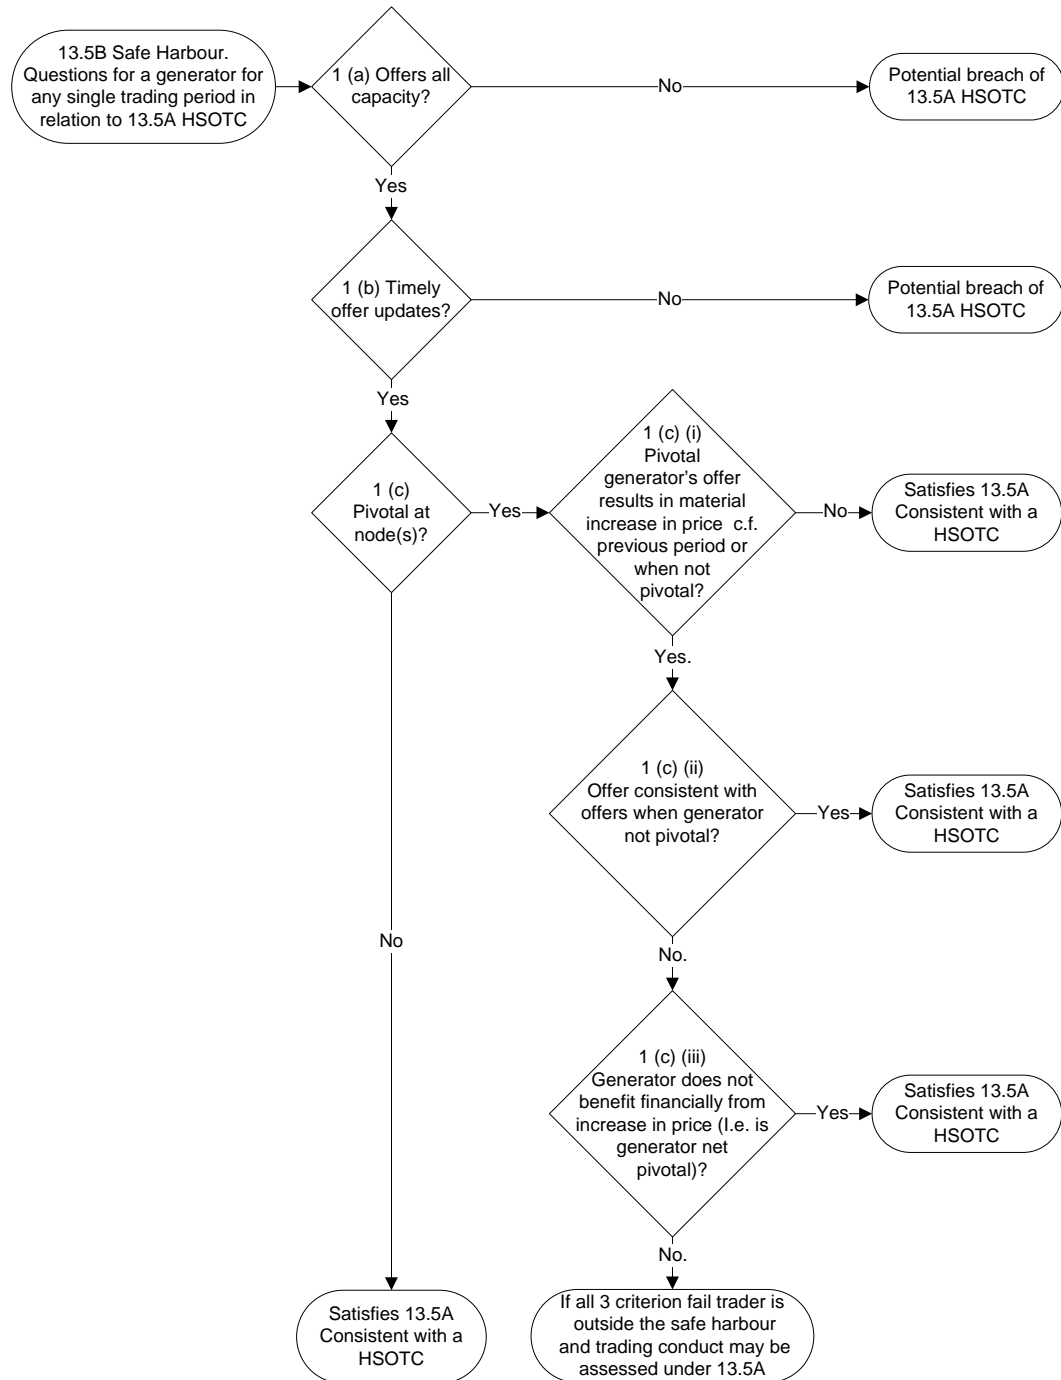 13.5B Safe Harbour.
Questions for a generator for
any single trading period in
relation to 13.5A HSOTC
1 (a) Offers all
capacity?
No
Potential breach of
13.5A HSOTC
Yes
1 (b) Timely
offer updates?
No
Potential breach of
13.5A HSOTC
Yes
1 (c)
Pivotal at
node(s)?
Yes
1 (c) (i)
Pivotal
generator's offer
results in material
increase in price c.f.
previous period or
when not
pivotal?
No
Satisfies 13.5A
Consistent with a
HSOTC
Yes.
1 (c) (ii)
Offer consistent with
offers when generator
not pivotal?
Yes
Satisfies 13.5A
Consistent with a
HSOTC
No
No.
1 (c) (iii)
Generator does not
benefit financially from
increase in price (I.e. is
generator net
pivotal)?
Yes
Satisfies 13.5A
Consistent with a
HSOTC
No.
Satisfies 13.5A
Consistent with a
HSOTC
If all 3 criterion fail trader is
outside the safe harbour
and trading conduct may be
assessed under 13.5A